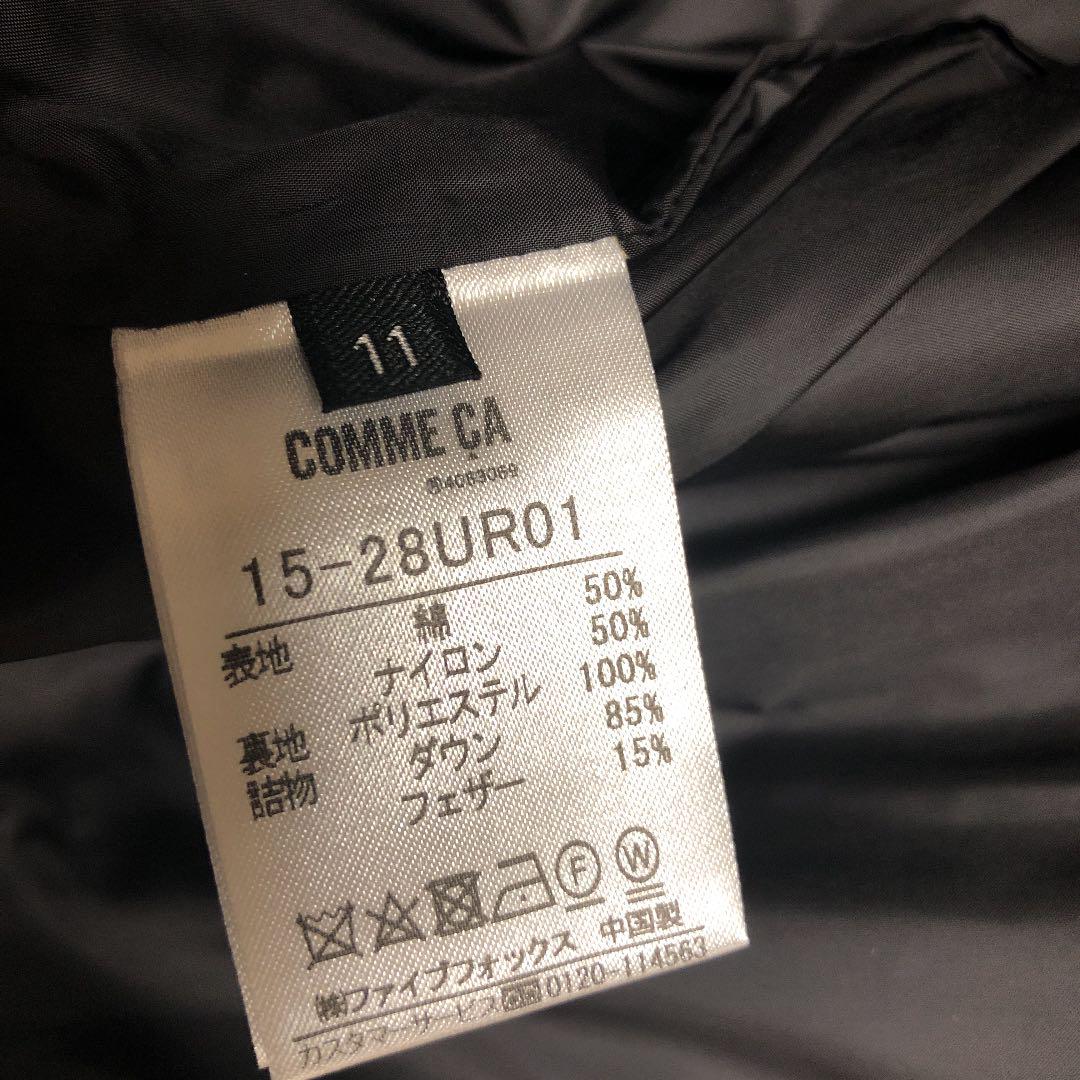 11
COMME ÇA
15-28UR01
表地 綿 50%
ナイロン 50%
裏地 ポリエステル 100%
詰物 ダウン 85%
フェザー 15%
F W
㈱ファイブフォックス 中国製
カスタマーサービス 0120-114563